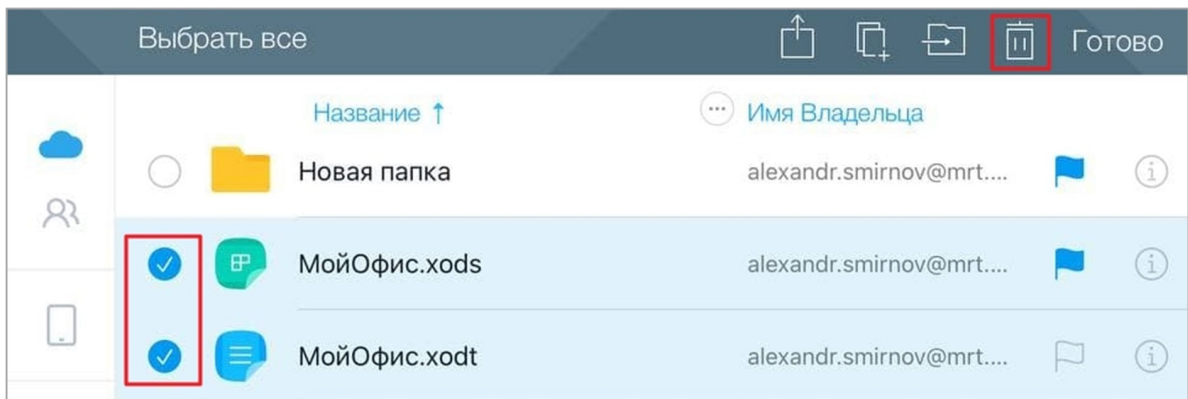 Выбрать все Готово
Название ↑ Имя Владельца
Новая папка alexandr.smirnov@mrt....
МойОфис.xods alexandr.smirnov@mrt....
МойОфис.xodt alexandr.smirnov@mrt....